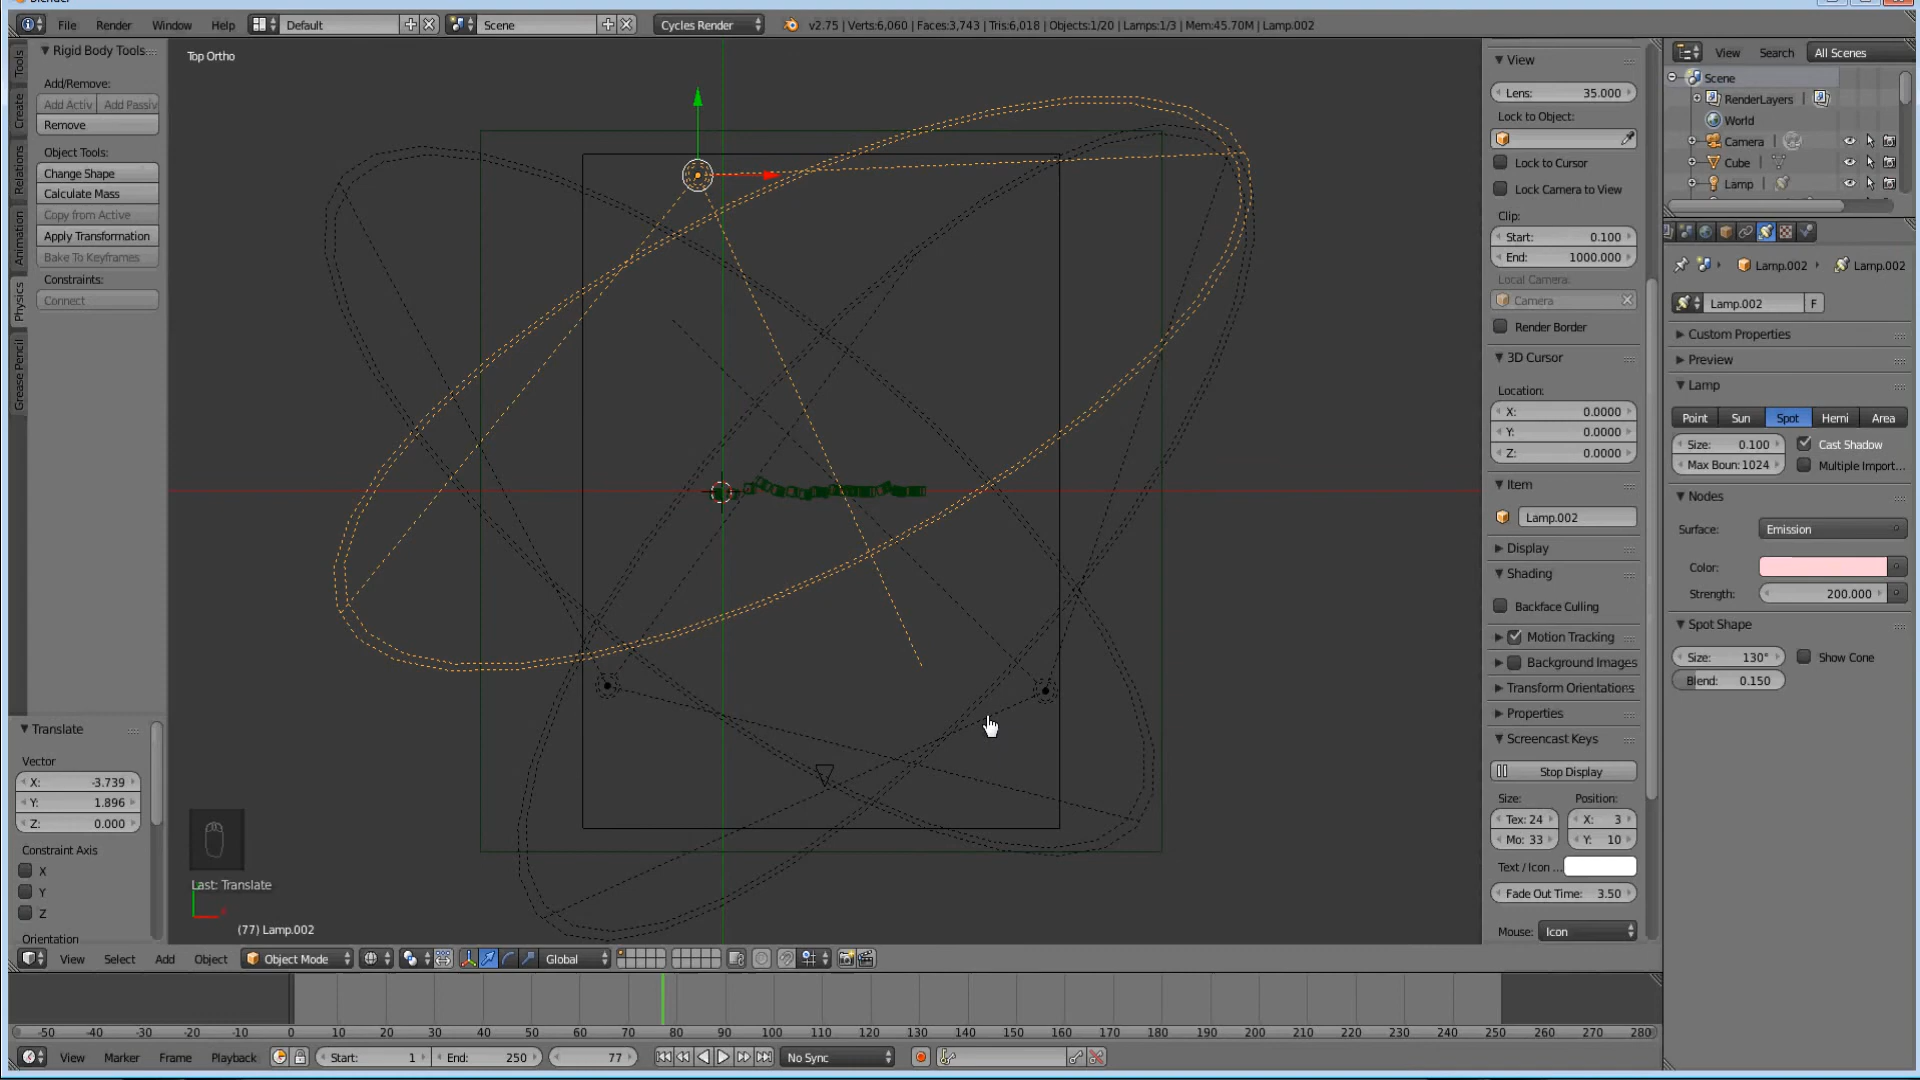 Blender
File Render Window Help Default Scene Cycles Render v2.75 | Verts:6,060 | Faces:3,743 | Tris:6,018 | Objects:1/20 | Lamps:1/3 | Mem:45.70M | Lamp.002
Tools
Create
Relations
Animation
Physics
Grease Pencil
Rigid Body Tools
Add/Remove:
Add Activ Add Passiv
Remove
Object Tools:
Change Shape
Calculate Mass
Copy from Active
Apply Transformation
Bake To Keyframes
Constraints:
Connect
Translate
Vector
X: -3.739
Y: 1.896
Z: 0.000
Constraint Axis
X
Y
Z
Orientation
Top Ortho
Last: Translate
(77) Lamp.002
View
Lens: 35.000
Lock to Object:
Lock to Cursor
Lock Camera to View
Clip:
Start: 0.100
End: 1000.000
Local Camera:
Camera
Render Border
3D Cursor
Location:
X: 0.0000
Y: 0.0000
Z: 0.0000
Item
Lamp.002
Display
Shading
Backface Culling
Motion Tracking
Background Images
Transform Orientations
Properties
Screencast Keys
Stop Display
Size: Position:
Tex: 24 X: 3
Mo: 33 Y: 10
Text / Icon ...
Fade Out Time: 3.50
Mouse: Icon
View Search All Scenes
Scene
RenderLayers
World
Camera
Cube
Lamp
Lamp.002 Lamp.002
Lamp.002 F
Custom Properties
Preview
Lamp
Point Sun Spot Hemi Area
Size: 0.100 Cast Shadow
Max Boun: 1024 Multiple Import...
Nodes
Surface: Emission
Color:
Strength: 200.000
Spot Shape
Size: 130° Show Cone
Blend: 0.150
View Select Add Object Object Mode Global
-50 -40 -30 -20 -10 0 10 20 30 40 50 60 70 80 90 100 110 120 130 140 150 160 170 180 190 200 210 220 230 240 250 260 270 280
View Marker Frame Playback Start: 1 End: 250 77 No Sync